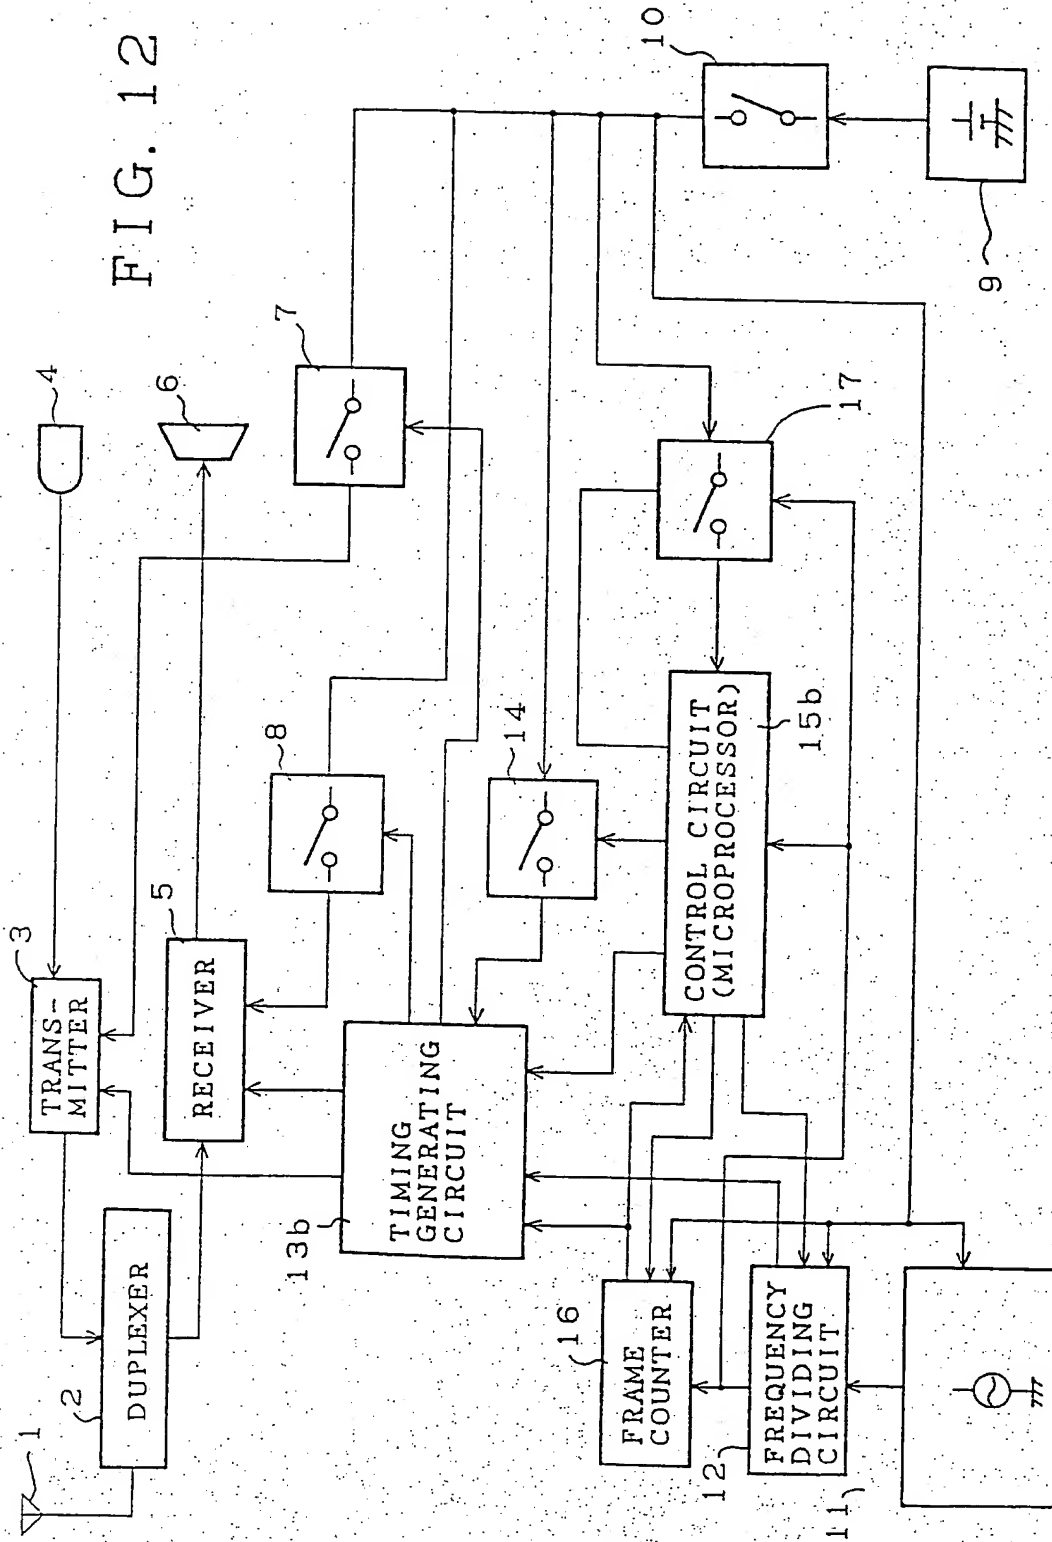 FIG. 12
1
2
DUPLEXER
3
TRANS-
MITTER
4
5
RECEIVER
6
7
8
13b
TIMING
GENERATING
CIRCUIT
14
10
9
17
CONTROL CIRCUIT
(MICROPROCESSOR)
15b
16
FRAME
COUNTER
12
FREQUENCY
DIVIDING
CIRCUIT
11